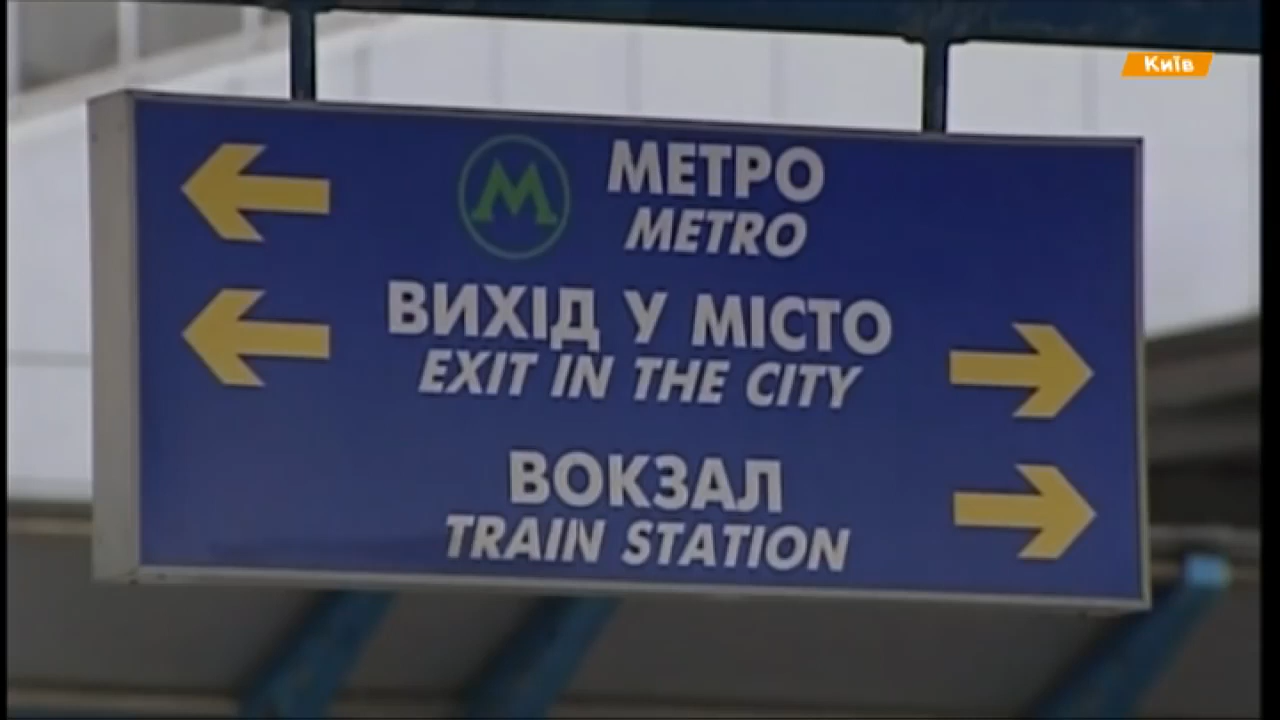 Київ
М
МЕТРО
METRO
ВИХІД У МІСТО
EXIT IN THE CITY
ВОКЗАЛ
TRAIN STATION